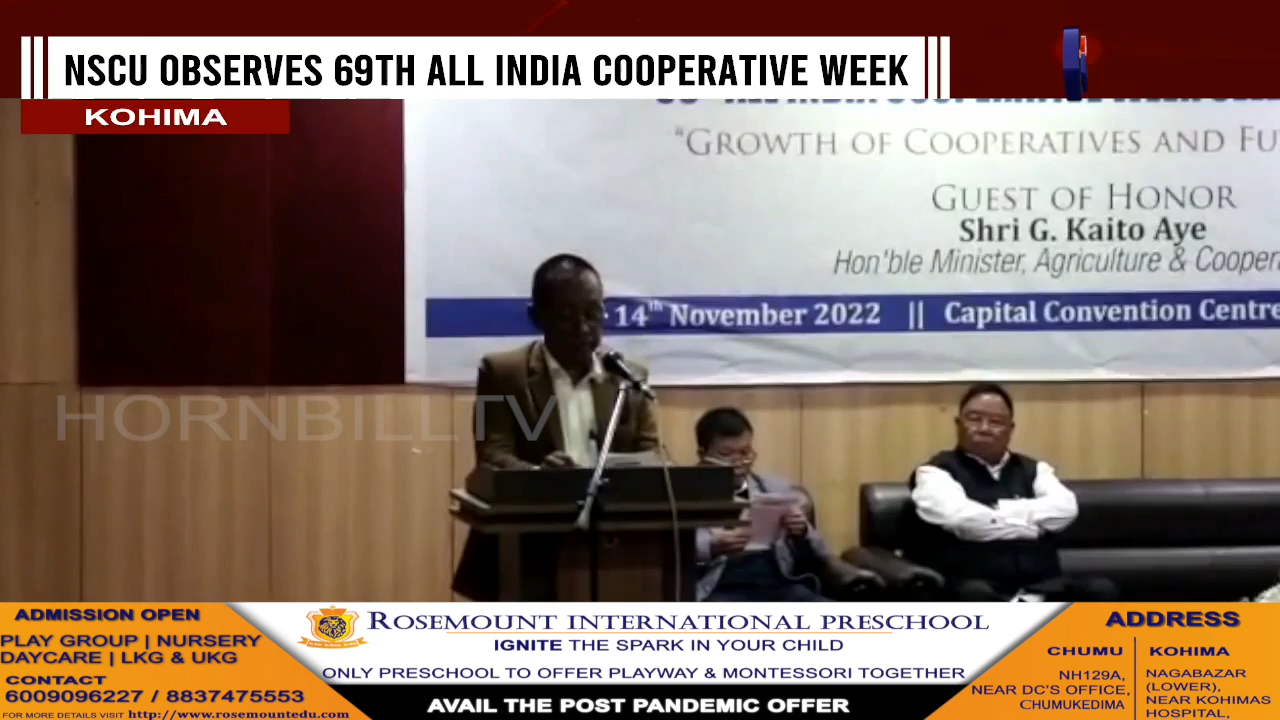 NSCU OBSERVES 69TH ALL INDIA COOPERATIVE WEEK
KOHIMA
"GROWTH OF COOPERATIVES AND FU
GUEST OF HONOR
Shri G. Kaito Aye
Hon'ble Minister, Agriculture & Cooper
14th November 2022 || Capital Convention Centre
HORNBILLTV
ADMISSION OPEN
PLAY GROUP | NURSERY
DAYCARE | LKG & UKG
CONTACT
6009096227 / 8837475553
FOR MORE DETAILS VISIT http://www.rosemountedu.com
ROSEMOUNT INTERNATIONAL PRESCHOOL
IGNITE THE SPARK IN YOUR CHILD
ONLY PRESCHOOL TO OFFER PLAYWAY & MONTESSORI TOGETHER
AVAIL THE POST PANDEMIC OFFER
ADDRESS
CHUMU
NH129A,
NEAR DC'S OFFICE,
CHUMUKEDIMA
KOHIMA
NAGABAZAR
(LOWER),
NEAR KOHIMAS
HOSPITAL,